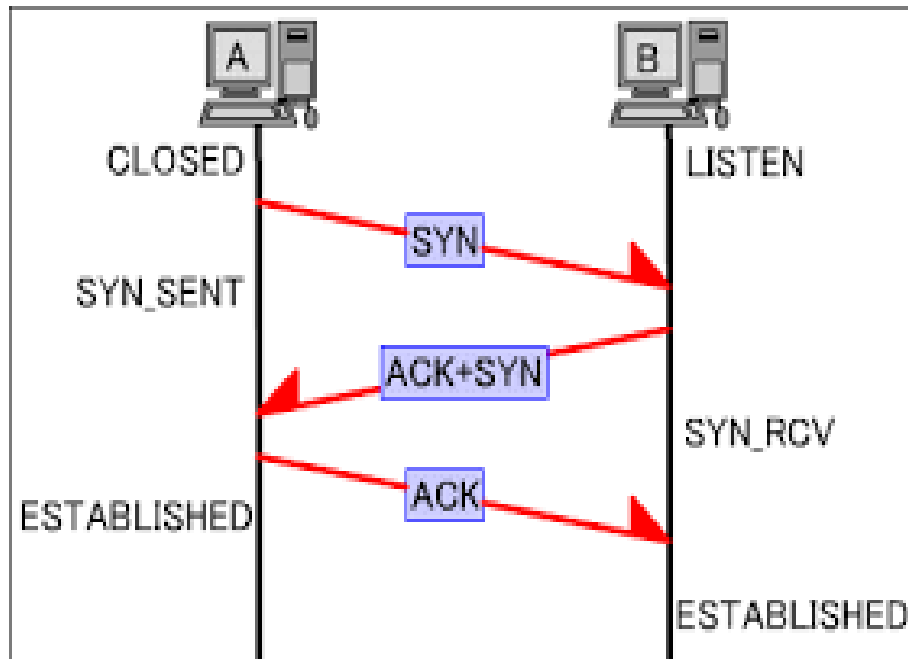 A
B
CLOSED
LISTEN
SYN
SYN_SENT
ACK+SYN
SYN_RCV
ACK
ESTABLISHED
ESTABLISHED